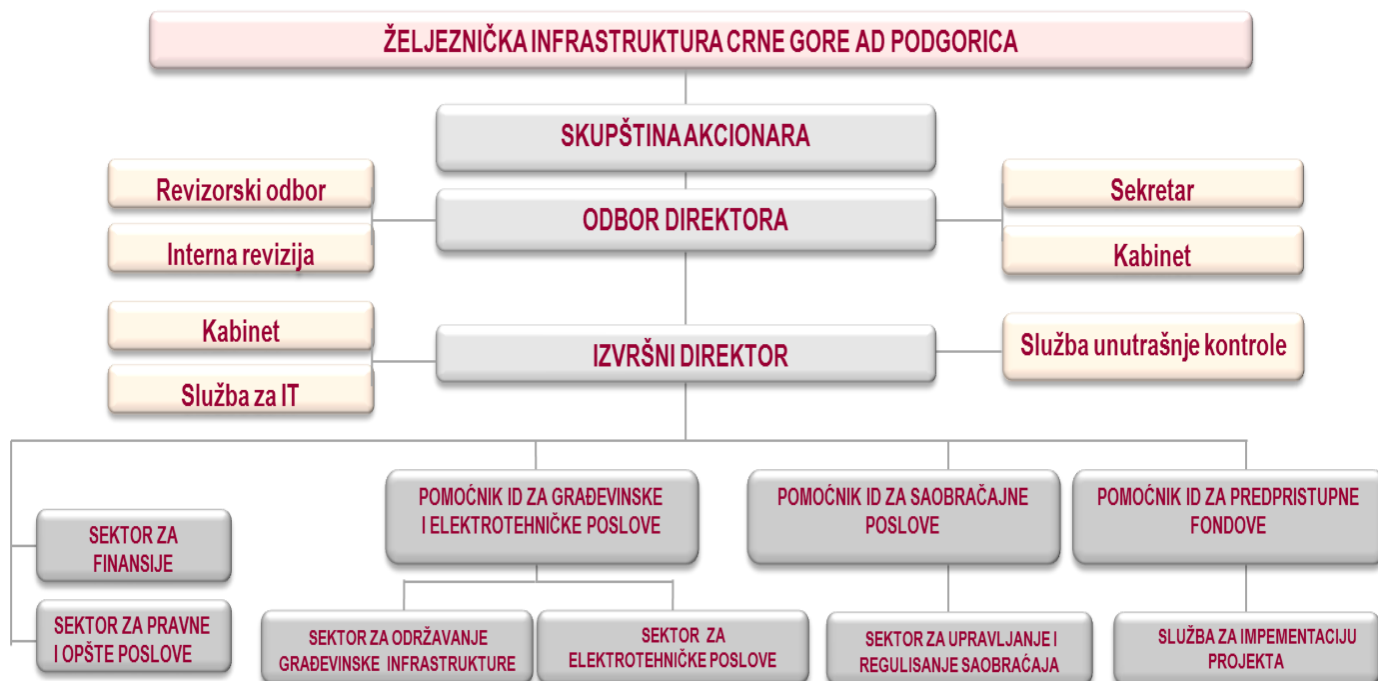 ŽELJEZNIČKA INFRASTRUKTURA CRNE GORE AD PODGORICA
SKUPŠTINA AKCIONARA
Revizorski odbor
Interna revizija
ODBOR DIREKTORA
Sekretar
Kabinet
Kabinet
Služba za IT
IZVRŠNI DIREKTOR
Služba unutrašnje kontrole
SEKTOR ZA
FINANSIJE
SEKTOR ZA PRAVNE
I OPŠTE POSLOVE
POMOĆNIK ID ZA GRAĐEVINSKE
I ELEKTROTEHNIČKE POSLOVE
POMOĆNIK ID ZA SAOBRAČAJNE
POSLOVE
POMOĆNIK ID ZA PREDPRISTUPNE
FONDOVE
SEKTOR ZA ODRŽAVANJE
GRAĐEVINSKE INFRASTRUKTURE
SEKTOR ZA
ELEKTROTEHNIČKE POSLOVE
SEKTOR ZA UPRAVLJANJE I
REGULISANJE SAOBRAĆAJA
SLUŽBA ZA IMPEMENTACIJU
PROJEKTA